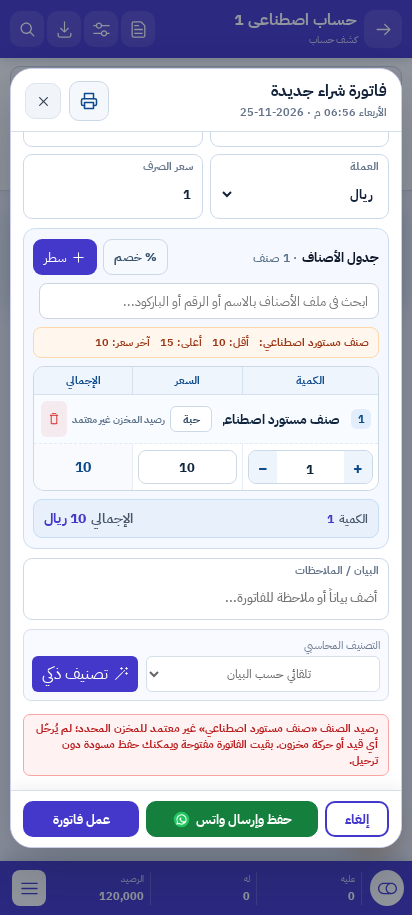 حساب اصطناعي 1
كشف حساب
فاتورة شراء جديدة
الأربعاء 06:56 م · 2026-11-25
العملة
ريال
سعر الصرف
1
جدول الأصناف · 1 صنف
% خصم
+ سطر
ابحث في ملف الأصناف بالاسم أو الرقم أو الباركود...
صنف مستورد اصطناعي: أقل: 10 أعلى: 15 آخر سعر: 10
الكمية السعر الإجمالي
1 صنف مستورد اصطناعي حبة رصيد المخزن غير معتمد
+ 1 − 10 10
الكمية 1 الإجمالي 10 ريال
البيان / الملاحظات
أضف بياناً أو ملاحظة للفاتورة...
التصنيف المحاسبي
تلقائي حسب البيان
تصنيف ذكي
رصيد الصنف «صنف مستورد اصطناعي» غير معتمد للمخزن المحدد؛ لم يُرحّل
أي قيد أو حركة مخزون. بقيت الفاتورة مفتوحة ويمكنك حفظ مسودة دون
ترحيل.
إلغاء
حفظ وإرسال واتس
عمل فاتورة
عليه له الرصيد
0 0 120,000